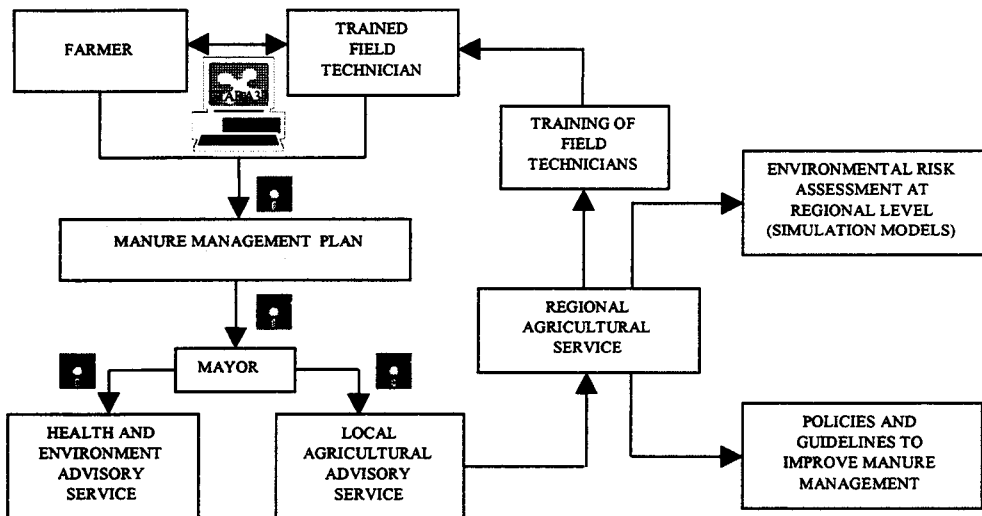 FARMER
TRAINED
FIELD
TECHNICIAN
TRAINING OF
FIELD
TECHNICIANS
ENVIRONMENTAL RISK
ASSESSMENT AT
REGIONAL LEVEL
(SIMULATION MODELS)
MANURE MANAGEMENT PLAN
REGIONAL
AGRICULTURAL
SERVICE
MAYOR
HEALTH AND
ENVIRONMENT
ADVISORY
SERVICE
LOCAL
AGRICULTURAL
ADVISORY
SERVICE
POLICIES AND
GUIDELINES TO
IMPROVE MANURE
MANAGEMENT